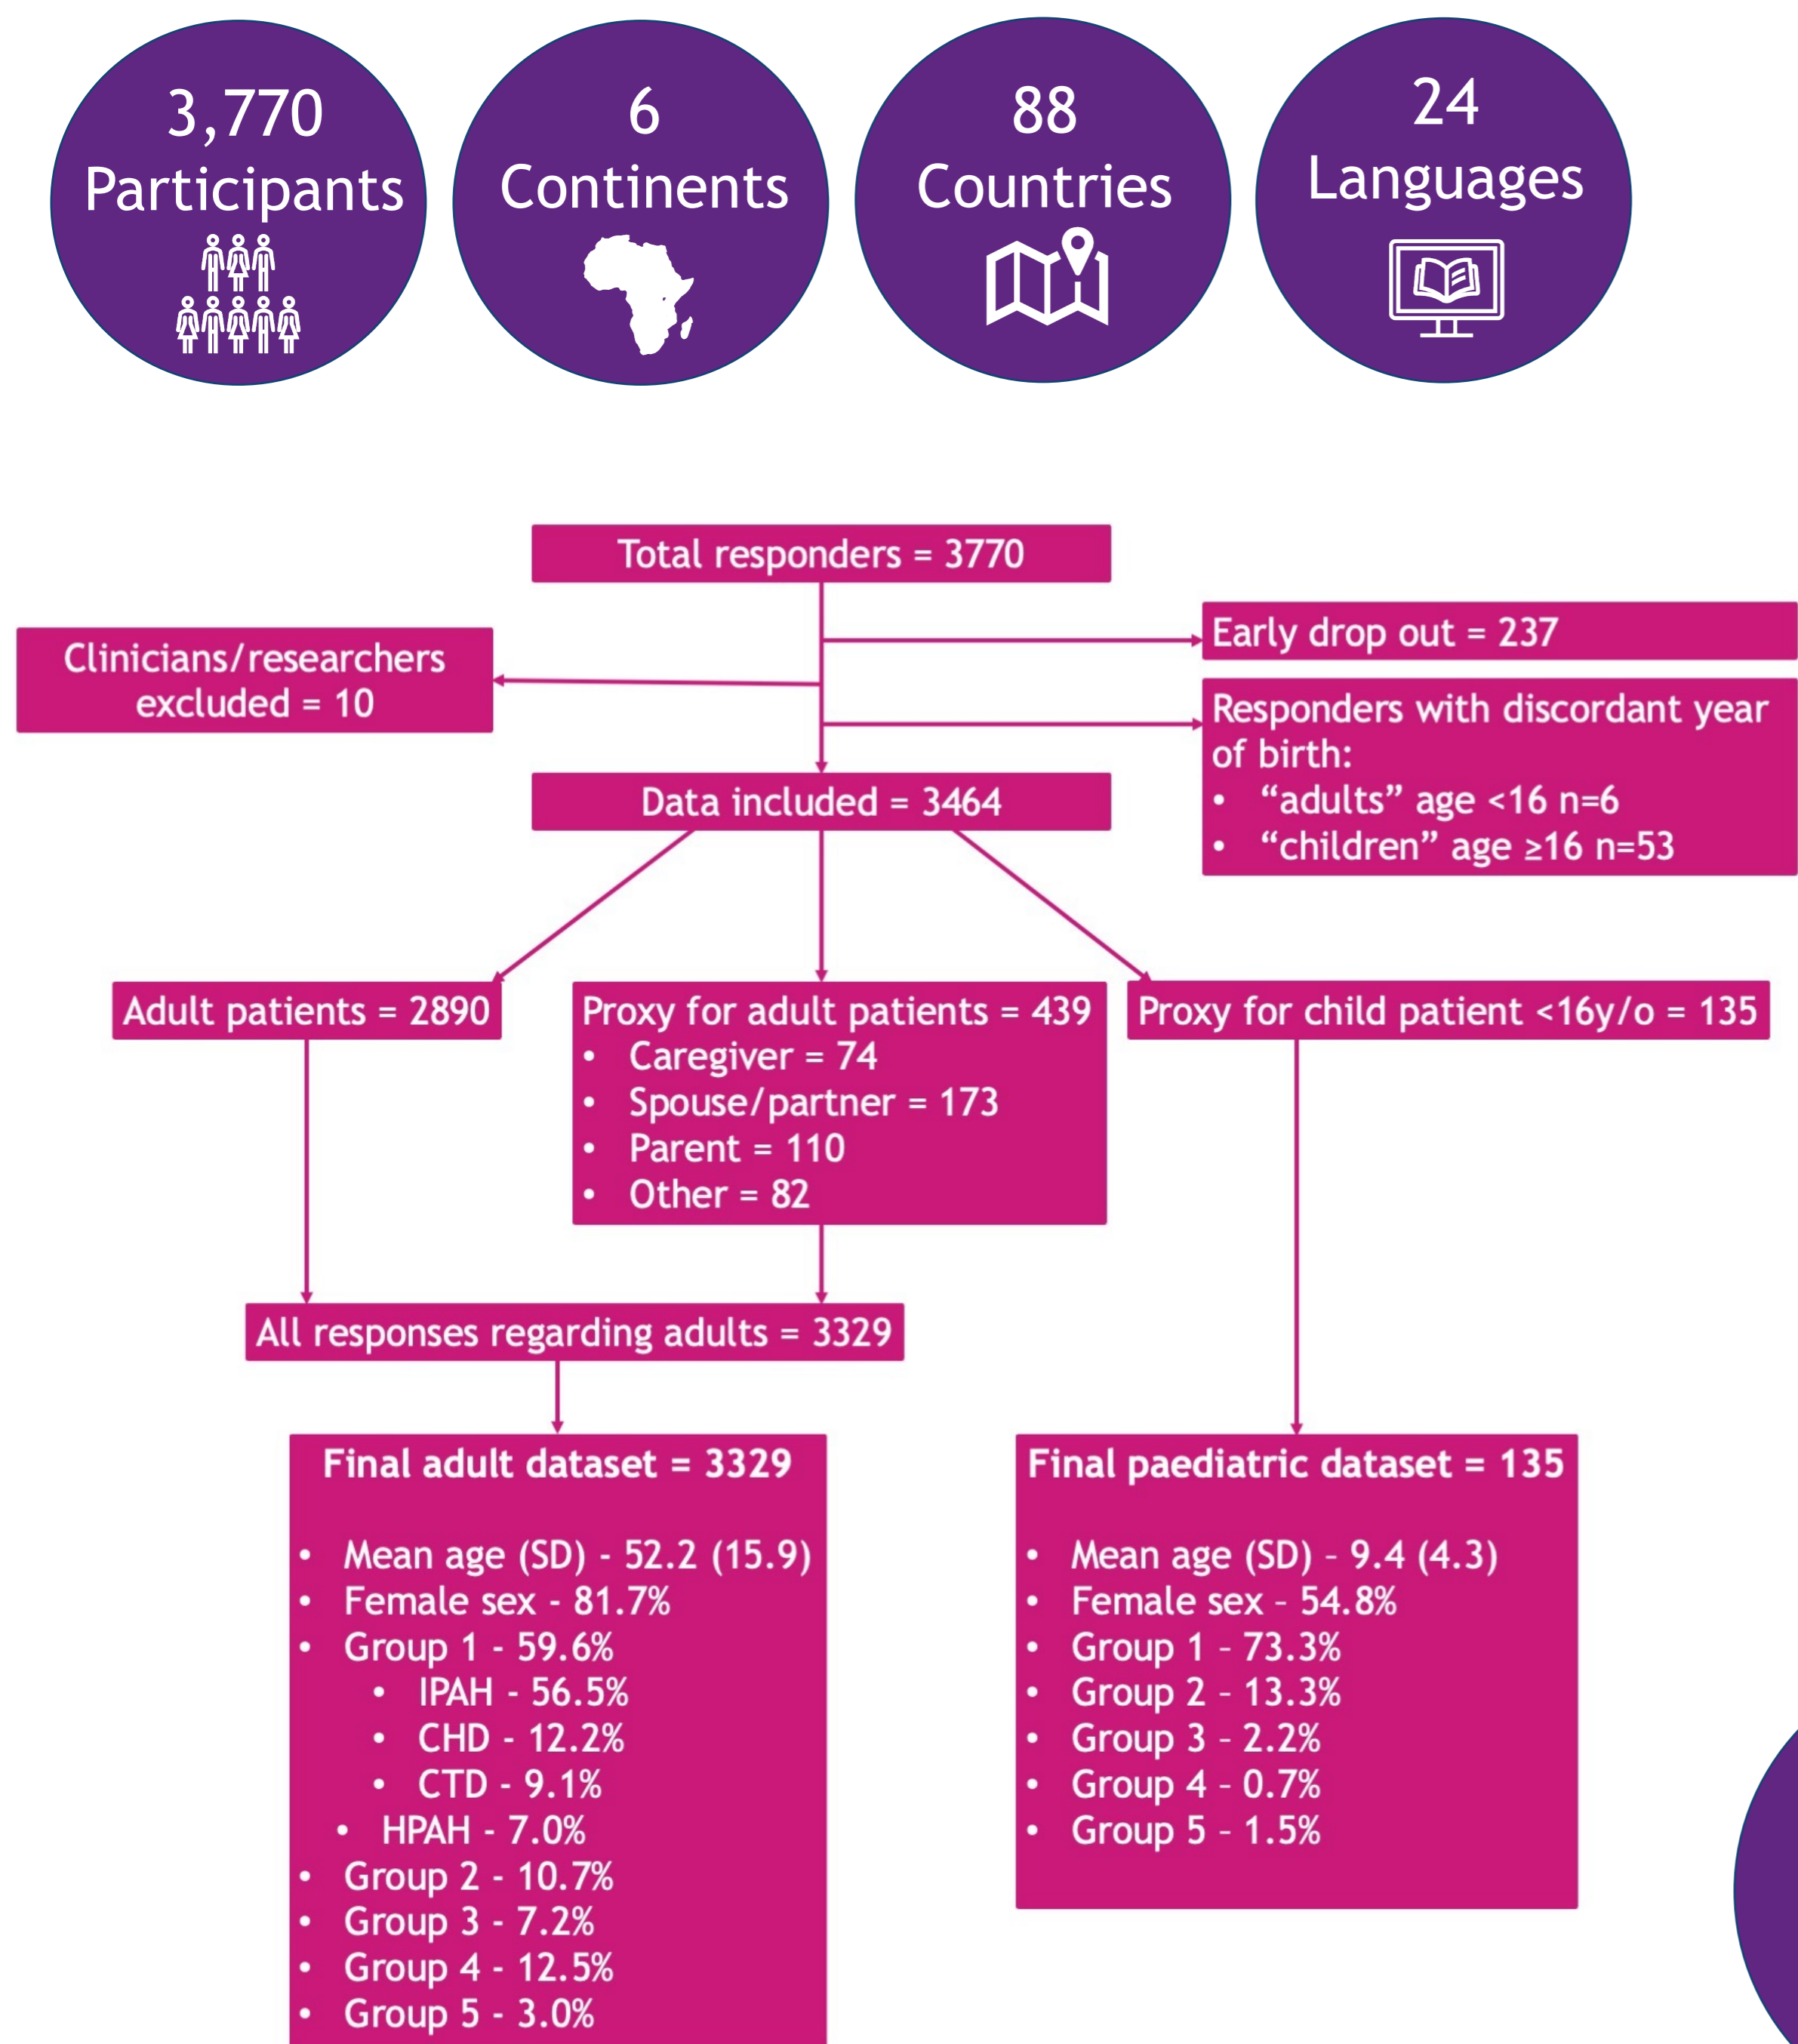 3,770
Participants
6
Continents
88
Countries
24
Languages
Total responders = 3770
Early drop out = 237
Clinicians/researchers
excluded = 10
Responders with discordant year
of birth:
• “adults” age <16 n=6
• “children” age ≥16 n=53
Data included = 3464
Adult patients = 2890
Proxy for adult patients = 439
• Caregiver = 74
• Spouse/partner = 173
• Parent = 110
• Other = 82
Proxy for child patient <16y/o = 135
All responses regarding adults = 3329
Final adult dataset = 3329
• Mean age (SD) - 52.2 (15.9)
• Female sex - 81.7%
• Group 1 - 59.6%
• IPAH - 56.5%
• CHD - 12.2%
• CTD - 9.1%
• HPAH - 7.0%
• Group 2 - 10.7%
• Group 3 - 7.2%
• Group 4 - 12.5%
• Group 5 - 3.0%
Final paediatric dataset = 135
• Mean age (SD) – 9.4 (4.3)
• Female sex – 54.8%
• Group 1 – 73.3%
• Group 2 – 13.3%
• Group 3 – 2.2%
• Group 4 – 0.7%
• Group 5 – 1.5%